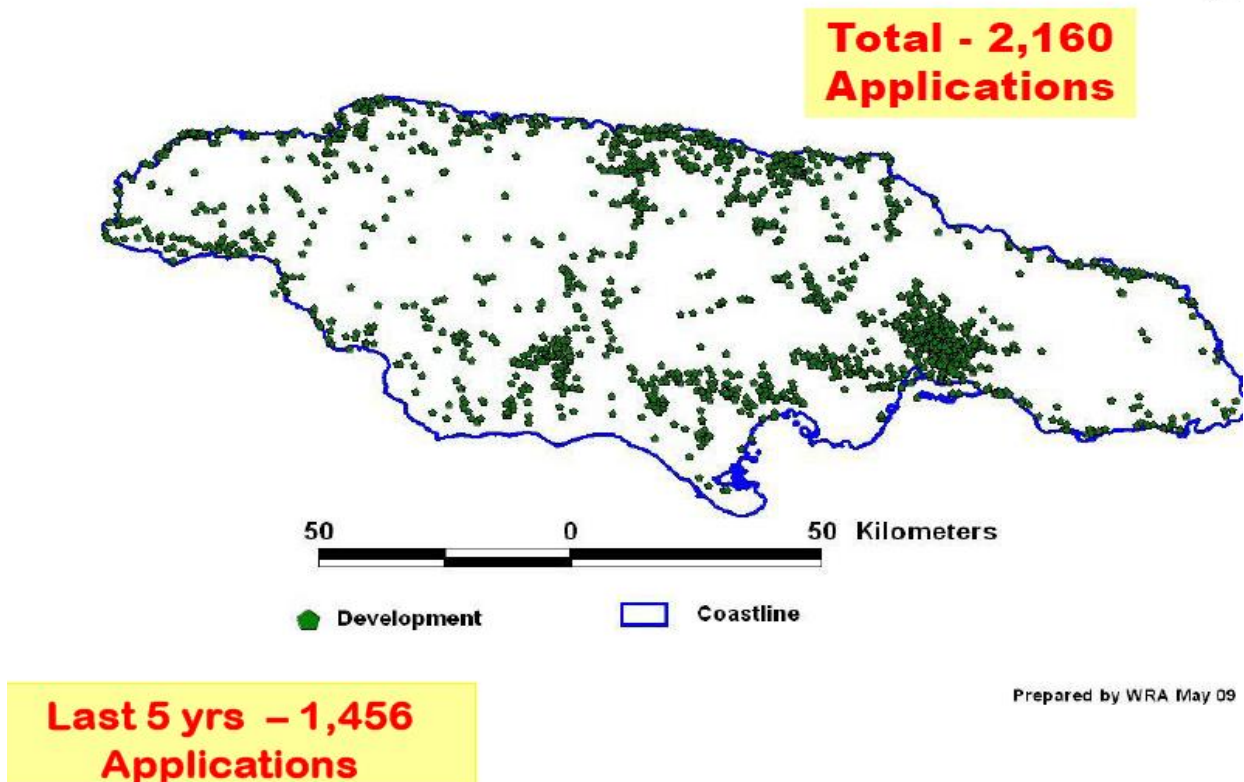 Total - 2,160
Applications
50 0 50 Kilometers
Development Coastline
Prepared by WRA May 09
Last 5 yrs – 1,456
Applications